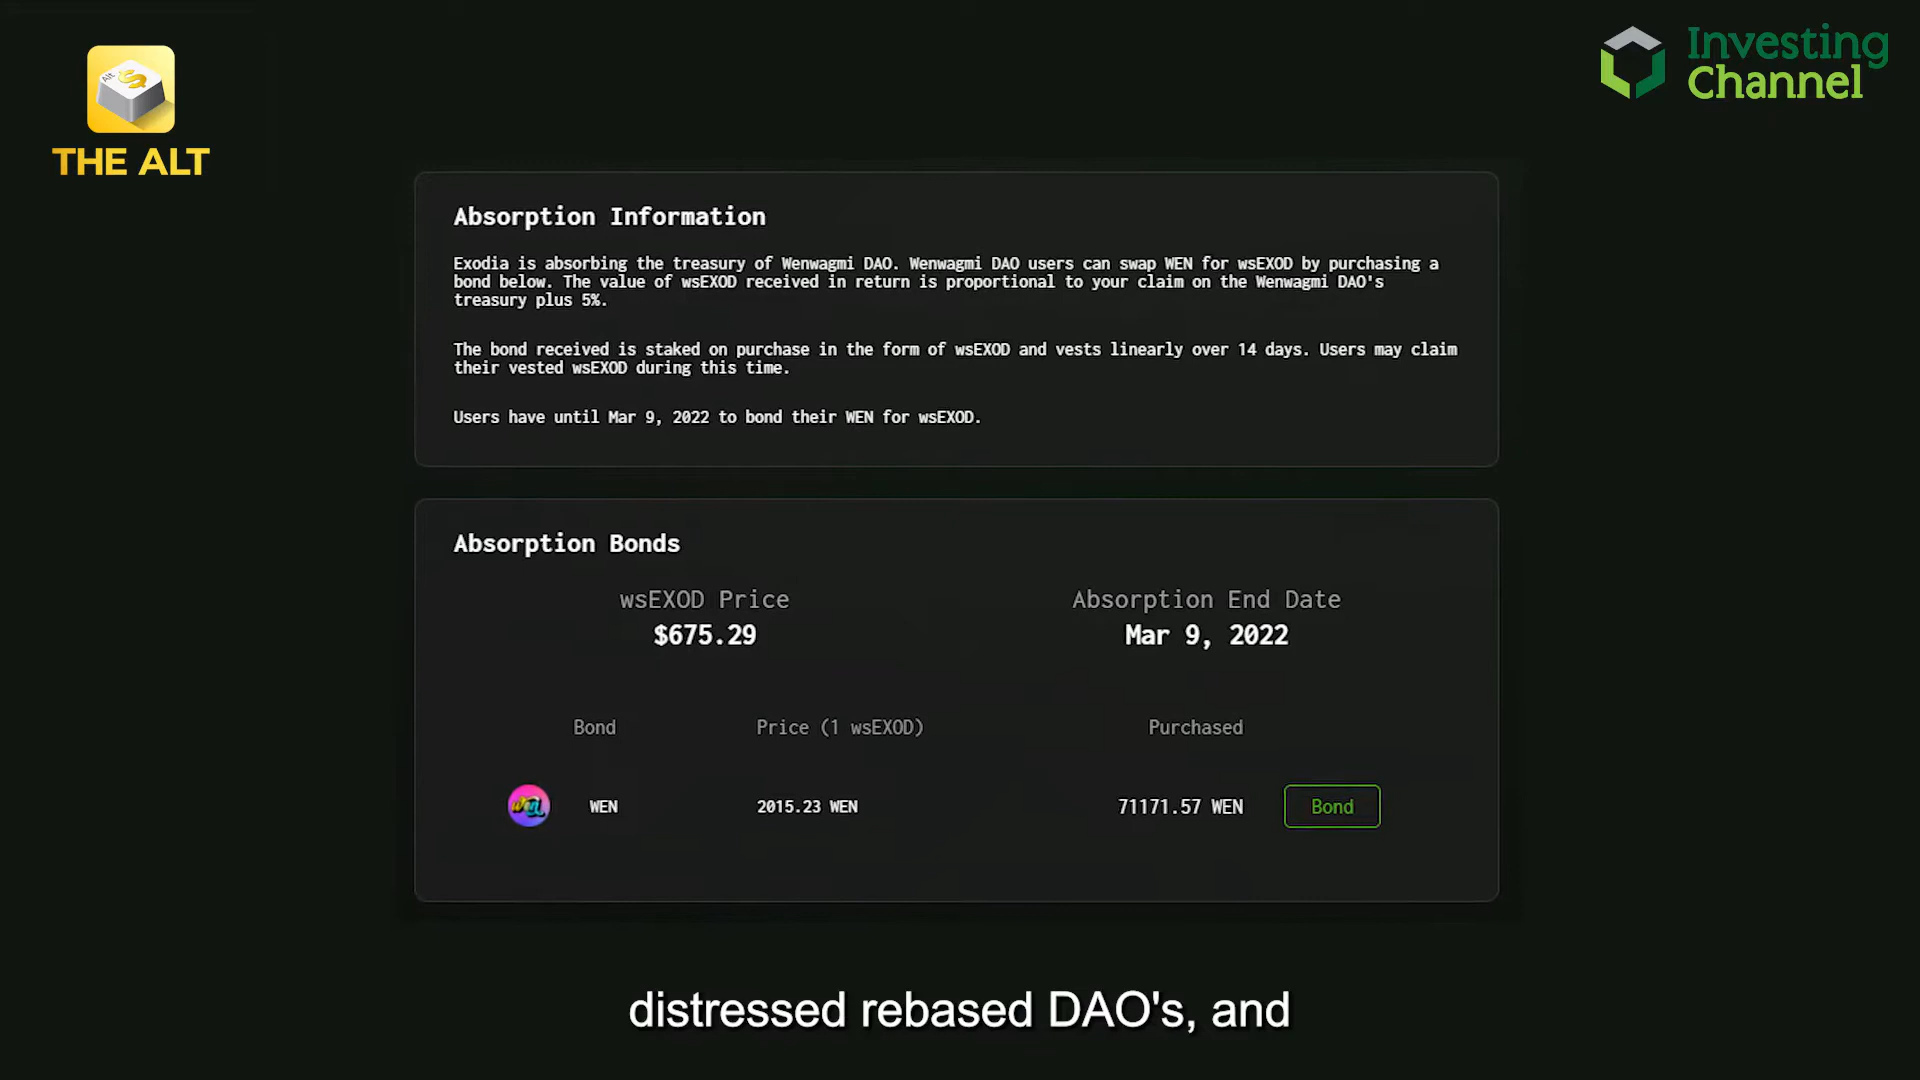 Alt $
THE ALT
Investing
Channel
Absorption Information
Exodia is absorbing the treasury of Wenwagmi DAO. Wenwagmi DAO users can swap WEN for wsEXOD by purchasing a
bond below. The value of wsEXOD received in return is proportional to your claim on the Wenwagmi DAO's
treasury plus 5%.
The bond received is staked on purchase in the form of wsEXOD and vests linearly over 14 days. Users may claim
their vested wsEXOD during this time.
Users have until Mar 9, 2022 to bond their WEN for wsEXOD.
Absorption Bonds
wsEXOD Price
$675.29
Absorption End Date
Mar 9, 2022
Bond Price (1 wsEXOD) Purchased
wen WEN 2015.23 WEN 71171.57 WEN Bond
distressed rebased DAO's, and